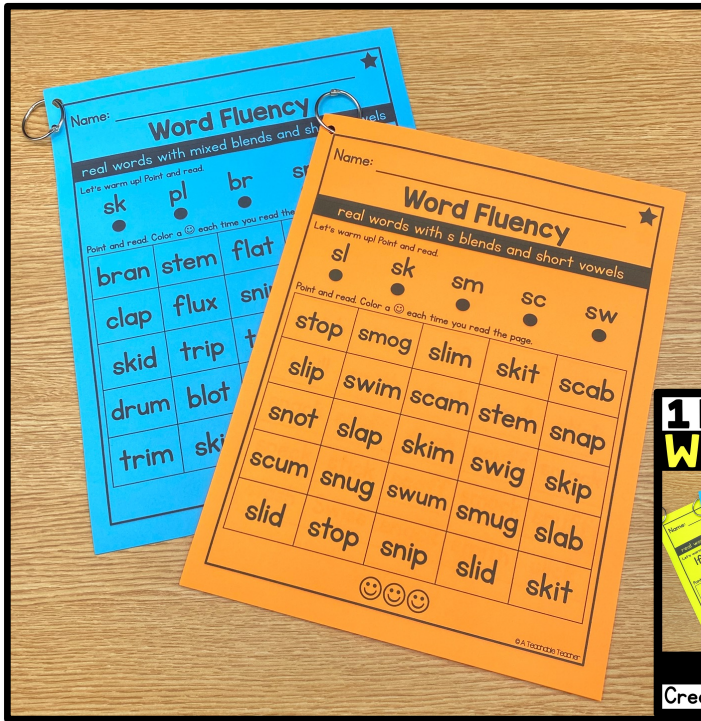 Name:
Word Fluency
real words with mixed blends and
Let's warm up! Point and read.
sk pl br
Point and read. Color a each time you read the
bran stem flat
clap flux
skid trip
drum blot
trim
Name:
Word Fluency
real words with s blends and short vowels
Let's warm up! Point and read.
sl sk sm sc sw
Point and read. Color a each time you read the page.
stop smog slim skit scab
slip swim scam stem snap
snot slap skim swig skip
scum snug swum smug slab
slid stop snip slid skit
© A Teachable Teacher
1
W
Name: